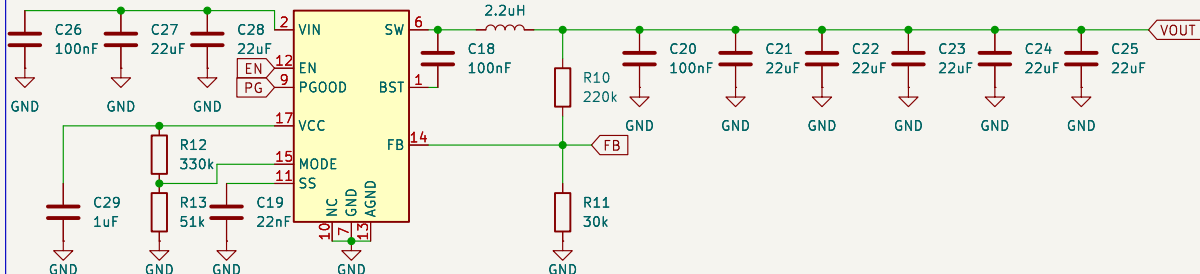 2.2uH
C26
100nF
GND
C27
22uF
GND
C28
22uF
GND
2
VIN
SW
6
C18
100nF
EN
12
EN
PG
9
PGOOD
BST
1
17
VCC
FB
14
15
MODE
11
SS
NC
GND
AGND
10
7
13
GND
R12
330k
R13
51k
GND
C29
1uF
GND
C19
22nF
GND
R10
220k
FB
R11
30k
GND
C20
100nF
GND
C21
22uF
GND
C22
22uF
GND
C23
22uF
GND
C24
22uF
GND
C25
22uF
GND
VOUT